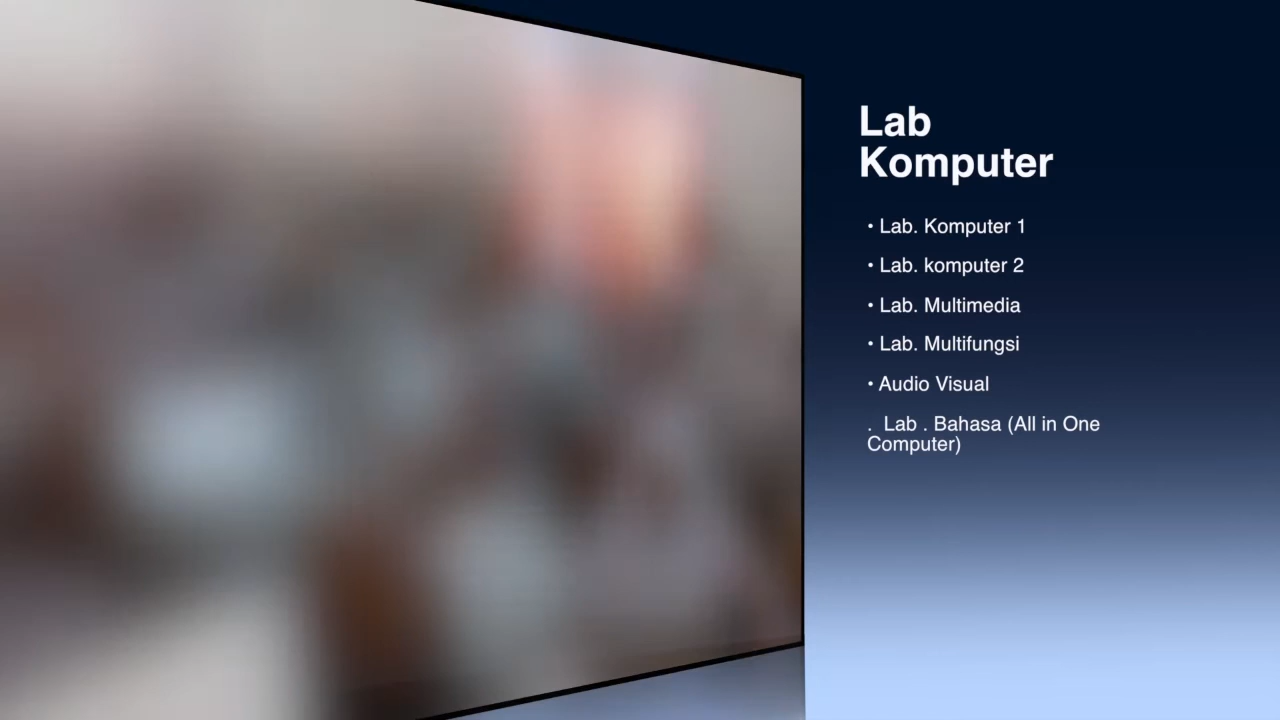 Lab
Komputer
• Lab. Komputer 1
• Lab. komputer 2
• Lab. Multimedia
• Lab. Multifungsi
• Audio Visual
.  Lab . Bahasa (All in One
Computer)